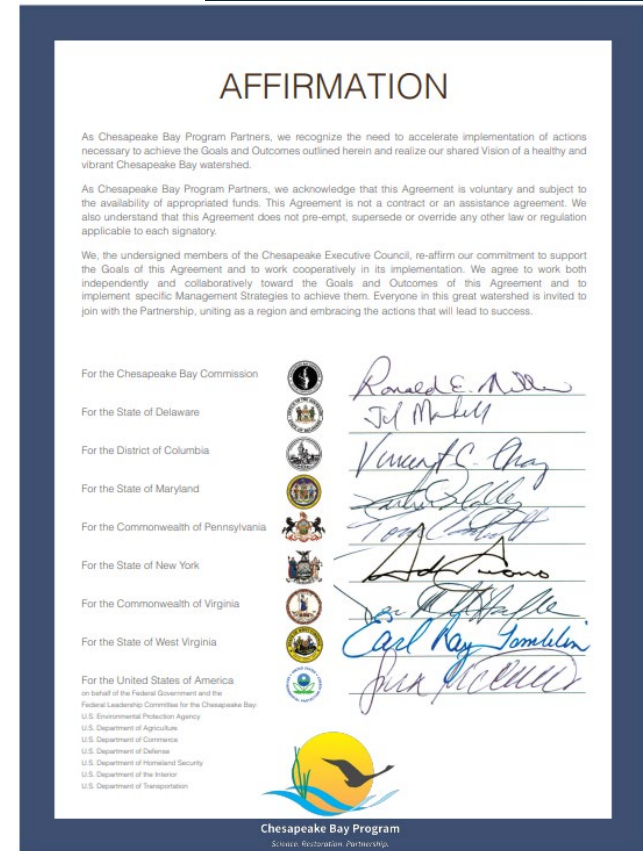 AFFIRMATION
As Chesapeake Bay Program Partners, we recognize the need to accelerate implementation of actions
necessary to achieve the Goals and Outcomes outlined herein and realize our shared Vision of a healthy and
vibrant Chesapeake Bay watershed.
As Chesapeake Bay Program Partners, we acknowledge that this Agreement is voluntary and subject to
the availability of appropriated funds. This Agreement is not a contract or an assistance agreement. We
also understand that this Agreement does not pre-empt, supersede or override any other law or regulation
applicable to each signatory.
We, the undersigned members of the Chesapeake Executive Council, re-affirm our commitment to support
the Goals of this Agreement and to work cooperatively in its implementation. We agree to work both
independently and collaboratively toward the Goals and Outcomes of this Agreement and to
implement specific Management Strategies to achieve them. Everyone in this great watershed is invited to
join with the Partnership, uniting as a region and embracing the actions that will lead to success.
For the Chesapeake Bay Commission Ronald E. Miller
For the State of Delaware
For the District of Columbia Vincent C. Gray
For the State of Maryland
For the Commonwealth of Pennsylvania Tom
For the State of New York
For the Commonwealth of Virginia
For the State of West Virginia Earl Ray Tomblin
For the United States of America
on behalf of the Federal Government and the
Federal Leadership Committee for the Chesapeake Bay:
U.S. Environmental Protection Agency
U.S. Department of Agriculture
U.S. Department of Commerce
U.S. Department of Defense
U.S. Department of Homeland Security
U.S. Department of the Interior
U.S. Department of Transportation
Chesapeake Bay Program
Science. Restoration. Partnership.